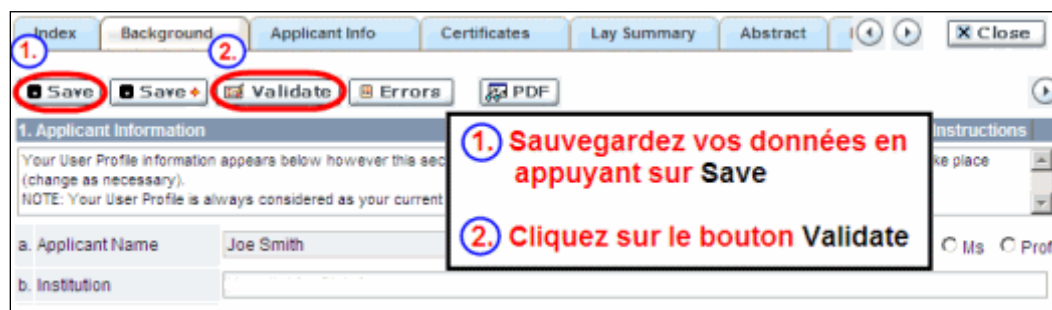 Index Background Applicant Info Certificates Lay Summary Abstract Close
1. 2.
Save Save+ Validate Errors PDF
1. Applicant Information Instructions
Your User Profile information appears below however this sec ke place
(change as necessary).
NOTE: Your User Profile is always considered as your current
1. Sauvegardez vos données en
appuyant sur Save
2. Cliquez sur le bouton Validate
a. Applicant Name Joe Smith Ms Prof
b. Institution